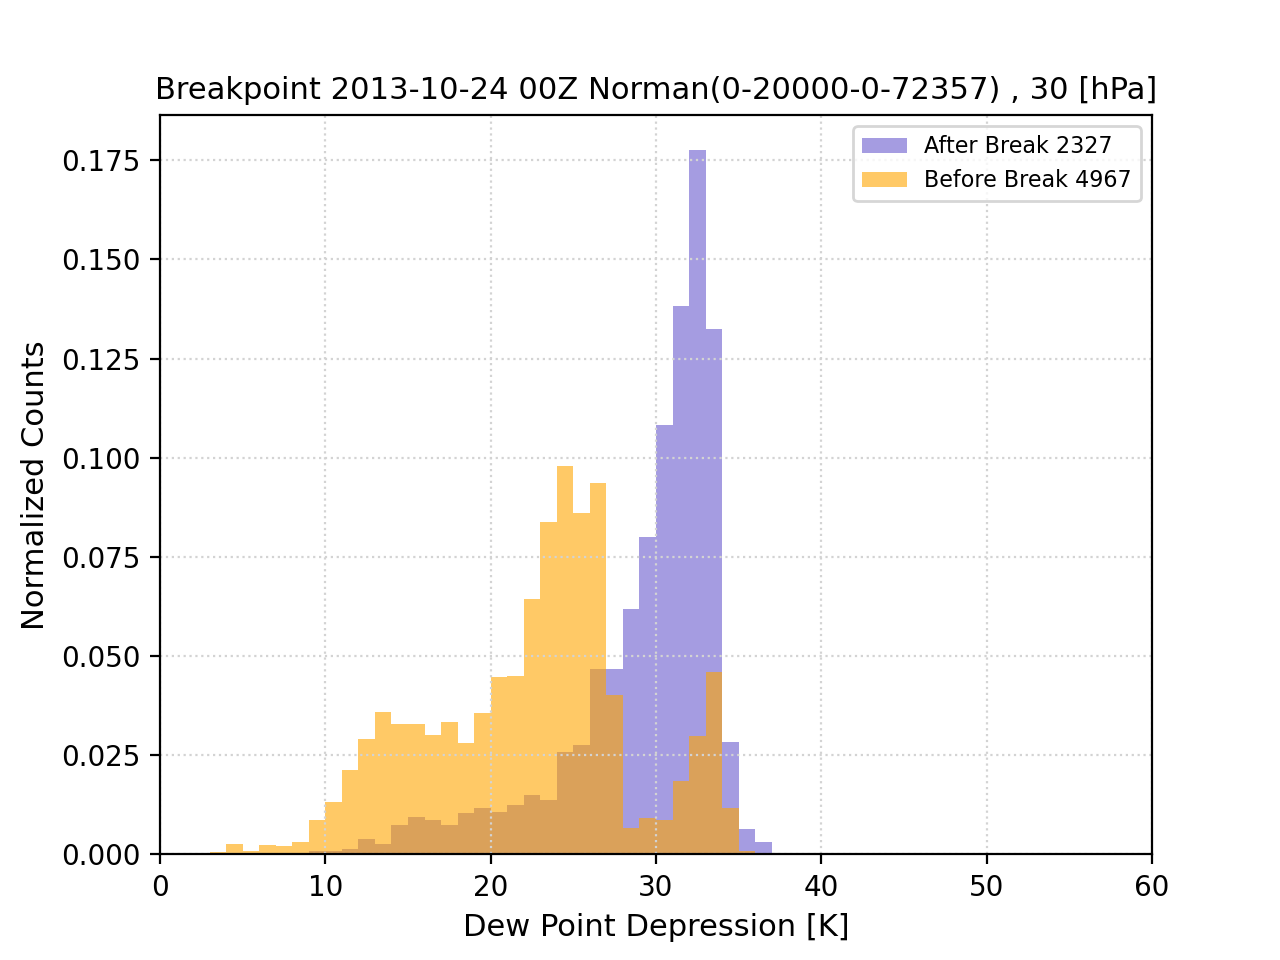 Breakpoint 2013-10-24 00Z Norman(0-20000-0-72357) , 30 [hPa]
After Break 2327
Before Break 4967
0.175
0.150
0.125
0.100
0.075
0.050
0.025
0.000
Normalized Counts
0 10 20 30 40 50 60
Dew Point Depression [K]